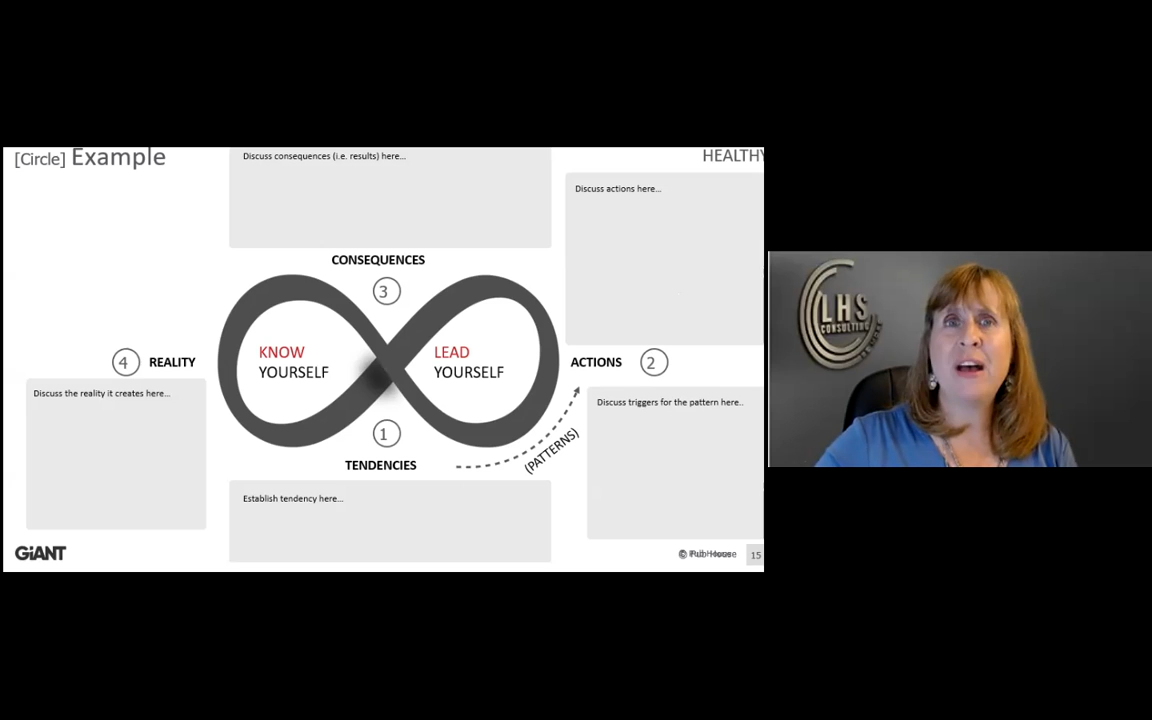 [Circle] Example
Discuss consequences (i.e. results) here...
HEALTHY
Discuss actions here...
CONSEQUENCES
3
KNOW
YOURSELF
LEAD
YOURSELF
4 REALITY
ACTIONS 2
Discuss the reality it creates here...
Discuss triggers for the pattern here..
1
TENDENCIES
(PATTERNS)
Establish tendency here...
GiANT
©
15
LHS
CONSULTING